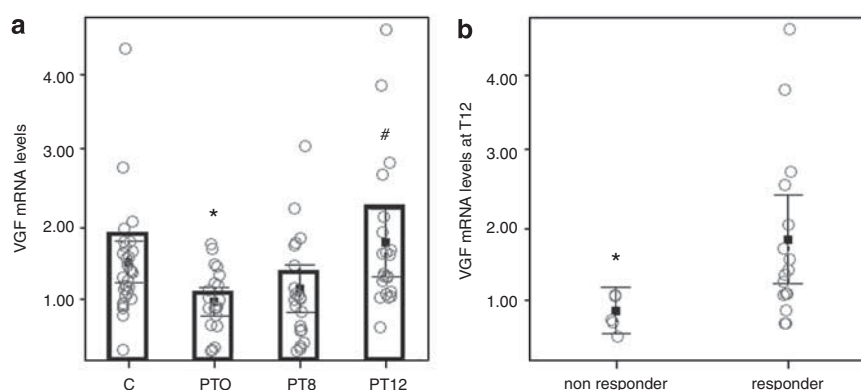 a
VGF mRNA levels
4.00
3.00
2.00
1.00
*
#
C PTO PT8 PT12
b
VGF mRNA levels at T12
4.00
3.00
2.00
1.00
*
non responder responder